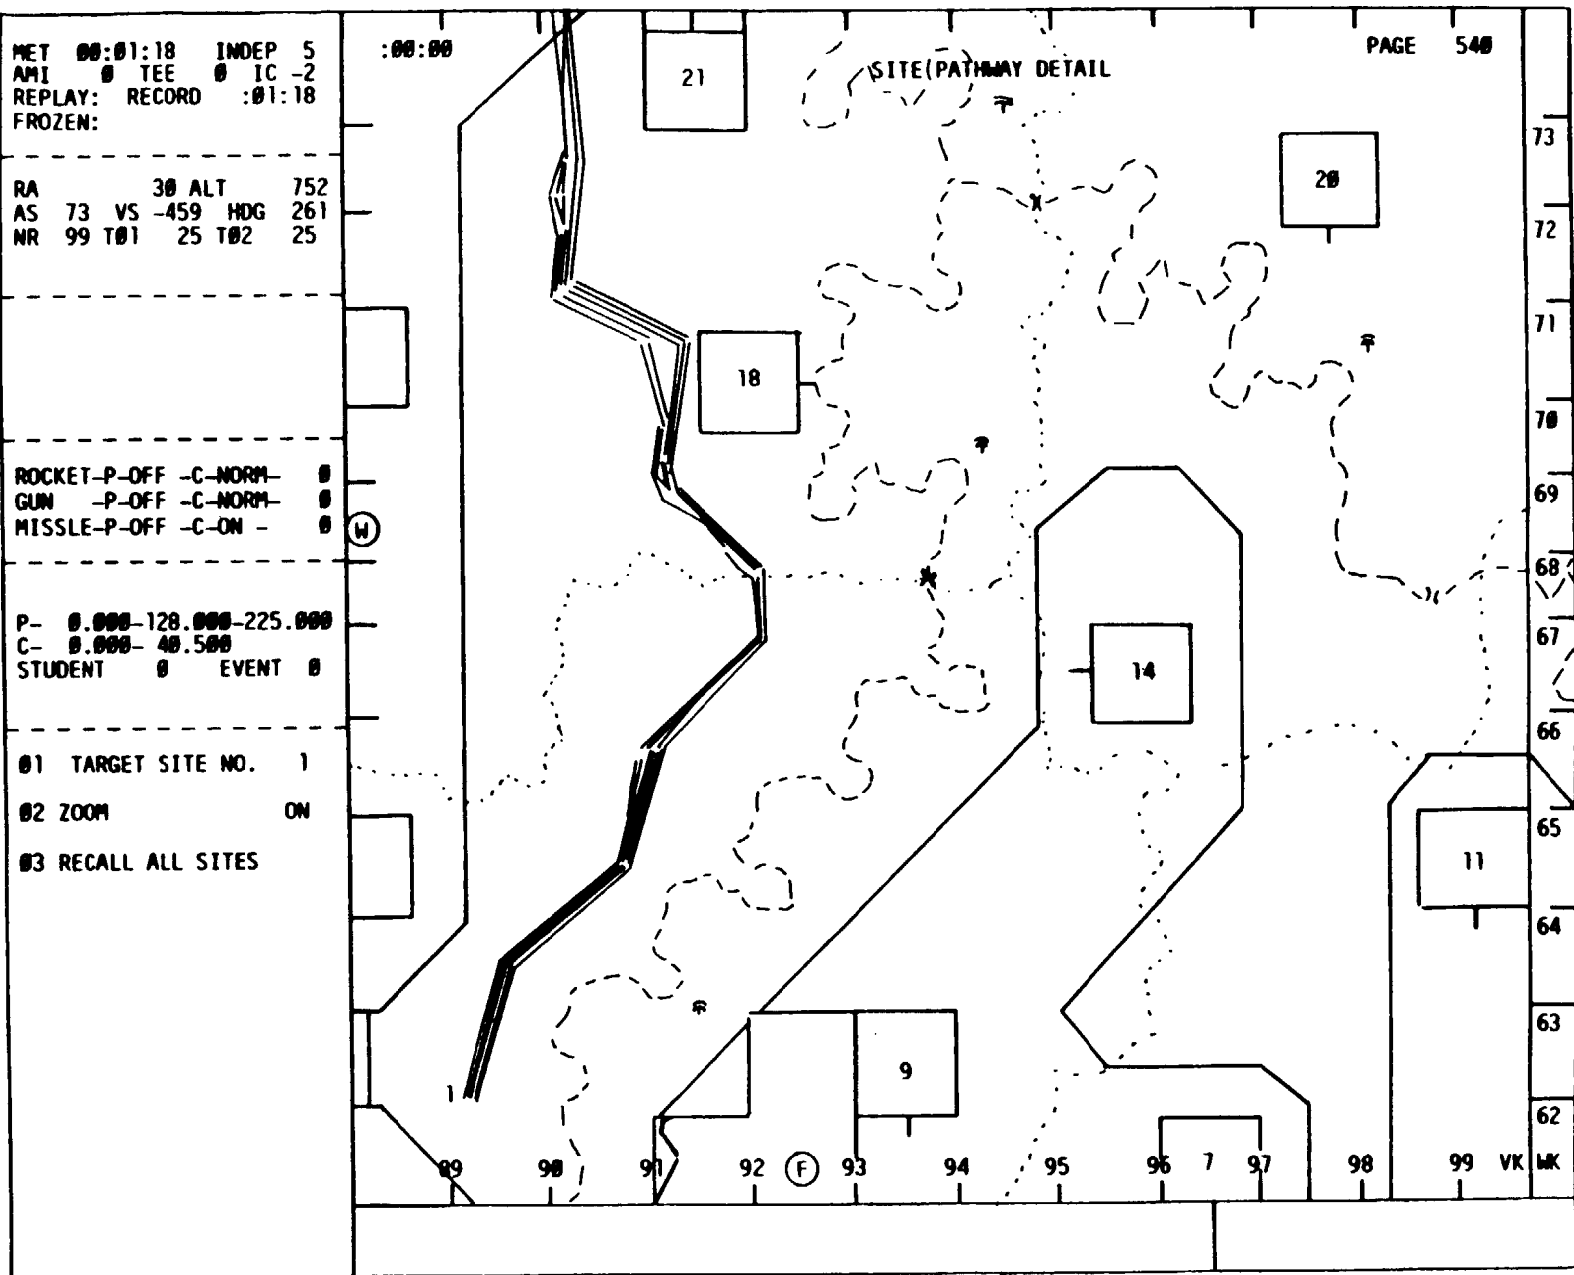 MET 00:01:18 INDEP 5 :00:00
PAGE 540
AMI 0 TEE 0 IC -2
SITE(PATHWAY DETAIL
REPLAY: RECORD :01:18
FROZEN:
RA 30 ALT 752
AS 73 VS -459 HDG 261
NR 99 T01 25 T02 25
ROCKET-P-OFF -C-NORM- 0
GUN -P-OFF -C-NORM- 0
MISSLE-P-OFF -C-ON - 0
P- 0.000-128.000-225.000
C- 0.000- 40.500
STUDENT 0 EVENT 0
01 TARGET SITE NO. 1
02 ZOOM ON
03 RECALL ALL SITES
21
20
18
14
11
9
7
W
F
1
73
72
71
70
69
68
67
66
65
64
63
62
89 90 91 92 93 94 95 96 97 98 99 VK WK